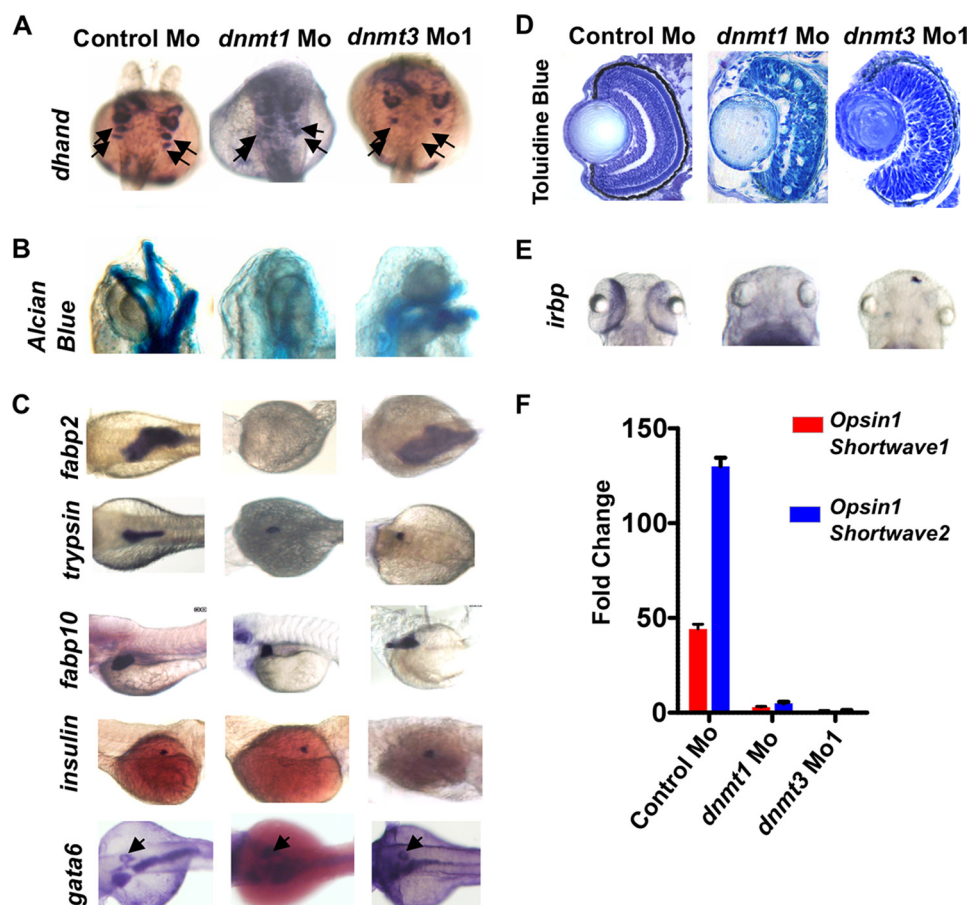 A
Control Mo dnmt1 Mo dnmt3 Mo1
dhand
B
Alcian
Blue
C
fabp2
trypsin
fabp10
insulin
gata6
D
Control Mo dnmt1 Mo dnmt3 Mo1
Toluidine Blue
E
irbp
F
Opsin1
Shortwave1
Opsin1
Shortwave2
Fold Change
150
100
50
0
Control Mo
dnmt1 Mo
dnmt3 Mo1